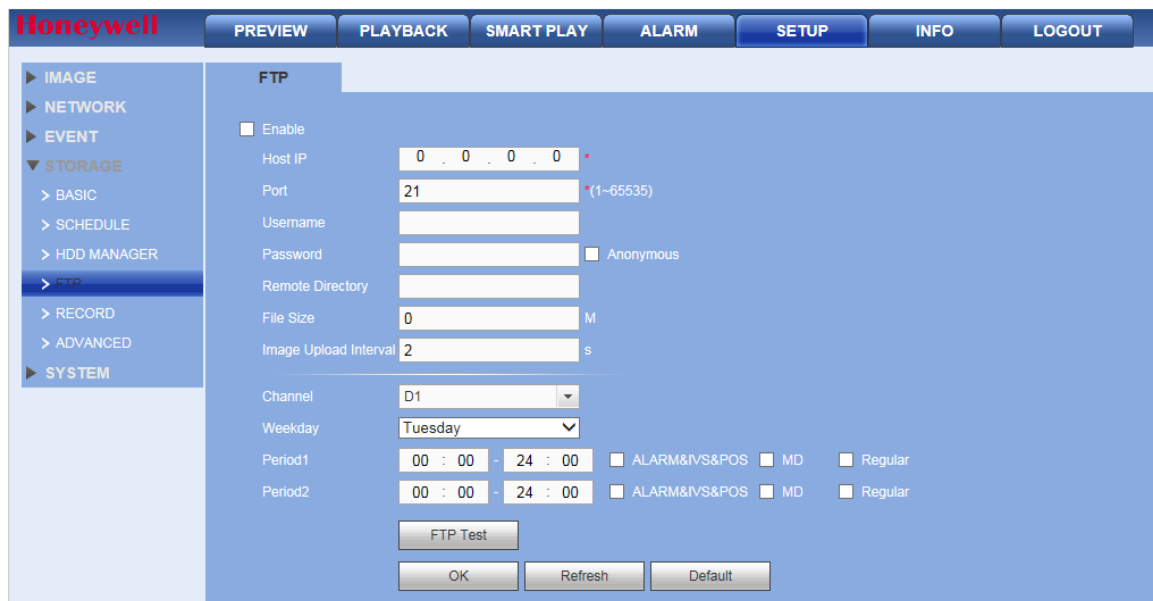 Honeywell
PREVIEW PLAYBACK SMART PLAY ALARM SETUP INFO LOGOUT
IMAGE
NETWORK
EVENT
STORAGE
> BASIC
> SCHEDULE
> HDD MANAGER
> FTP
> RECORD
> ADVANCED
SYSTEM
FTP
Enable
Host IP 0 . 0 . 0 . 0 *
Port 21 *(1~65535)
Username
Password Anonymous
Remote Directory
File Size 0 M
Image Upload Interval 2 s
Channel D1
Weekday Tuesday
Period1 00 : 00 - 24 : 00 ALARM&IVS&POS MD Regular
Period2 00 : 00 - 24 : 00 ALARM&IVS&POS MD Regular
FTP Test
OK Refresh Default